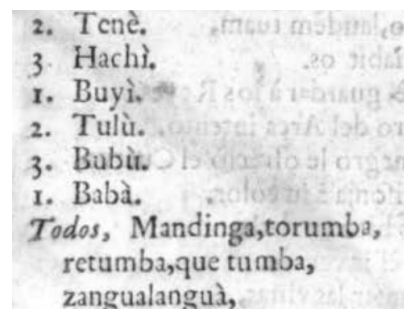 2. Tenè.
3. Hachì.
1. Buyì.
2. Tulù.
3. Bubù.
1. Babà.
Todos, Mandinga,torumba,
retumba,que tumba,
zangualanguà,